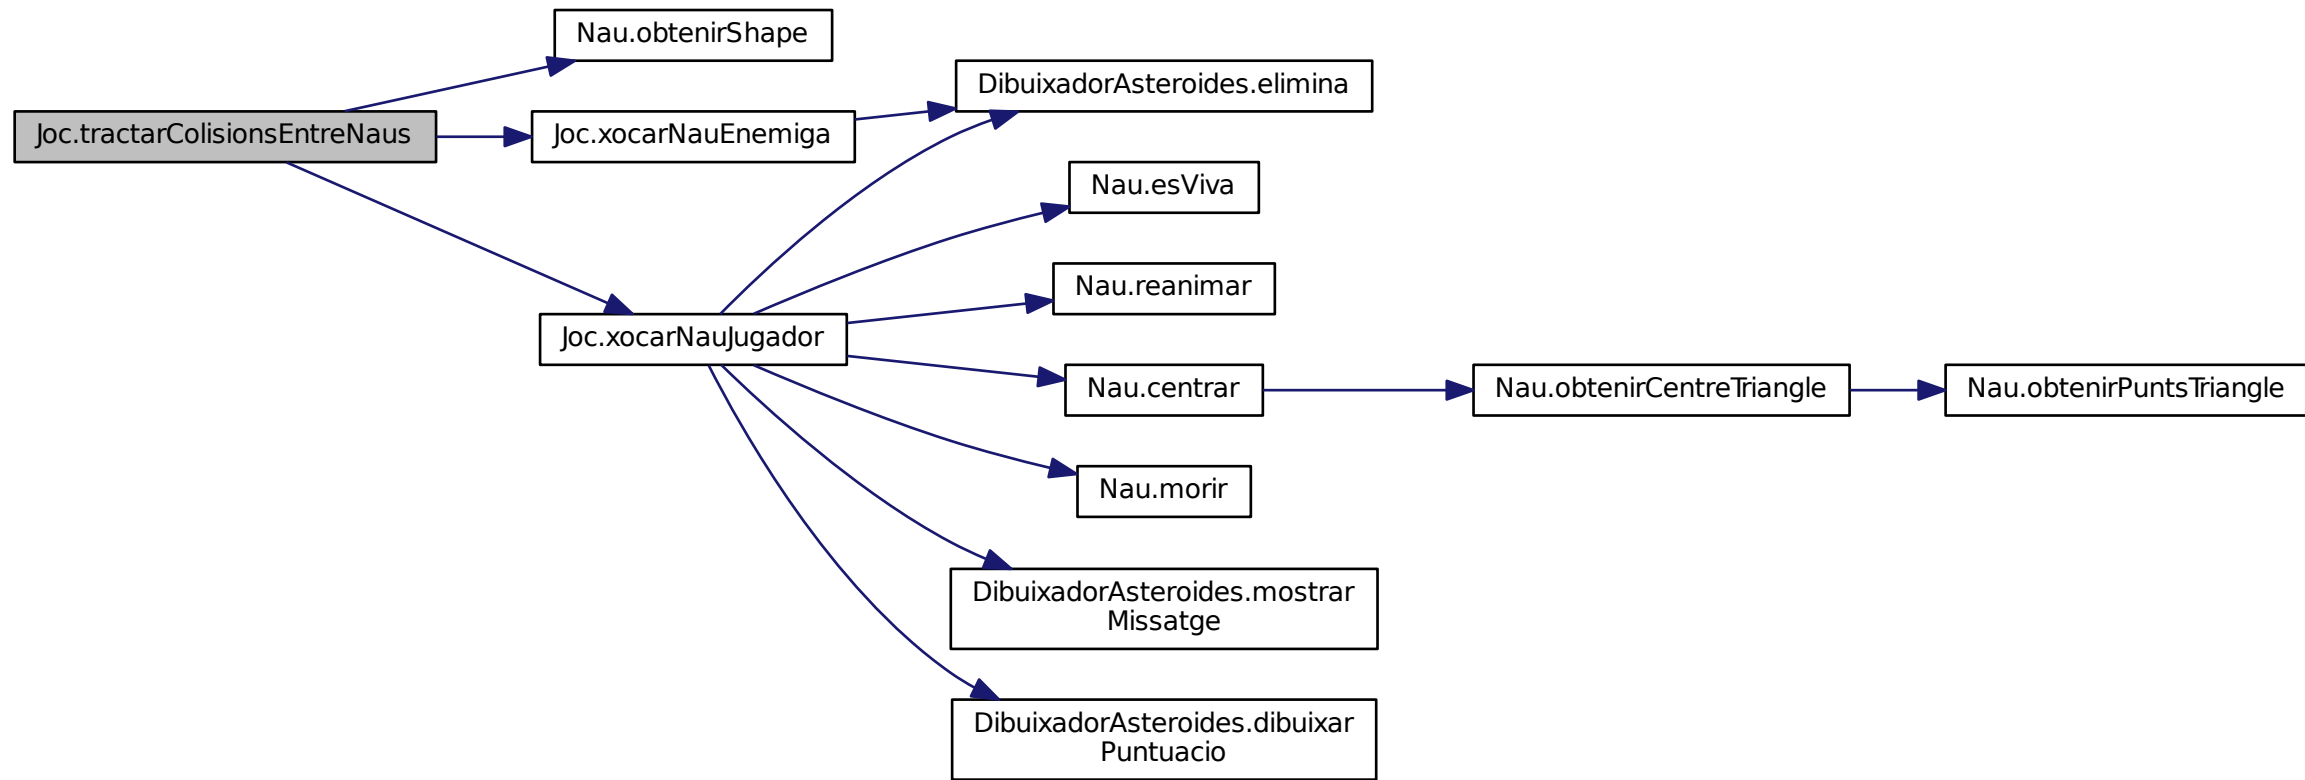 Nau.obtenirShape
DibuixadorAsteroides.elimina
Joc.tractarColisionsEntreNaus
Joc.xocarNauEnemiga
Nau.esViva
Nau.reanimar
Joc.xocarNauJugador
Nau.centrar
Nau.obtenirCentreTriangle
Nau.obtenirPuntsTriangle
Nau.morir
DibuixadorAsteroides.mostrar
Missatge
DibuixadorAsteroides.dibuixar
Puntuacio